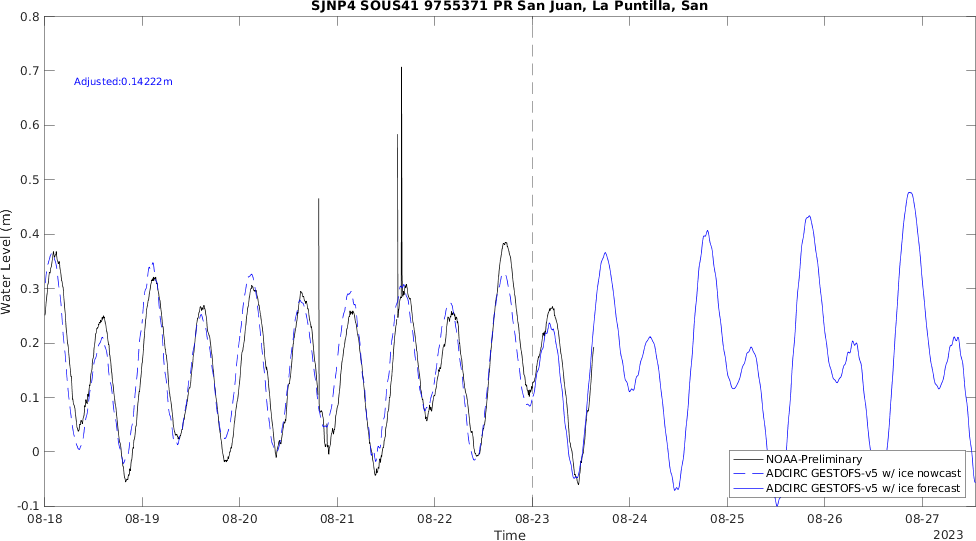 SJNP4 SOUS41 9755371 PR San Juan, La Puntilla, San
0.8
0.7
0.6
0.5
0.4
0.3
0.2
0.1
0
-0.1
Water Level (m)
Adjusted:0.14222m
NOAA-Preliminary
ADCIRC GESTOFS-v5 w/ ice nowcast
ADCIRC GESTOFS-v5 w/ ice forecast
08-18 08-19 08-20 08-21 08-22 08-23 08-24 08-25 08-26 08-27
Time
2023